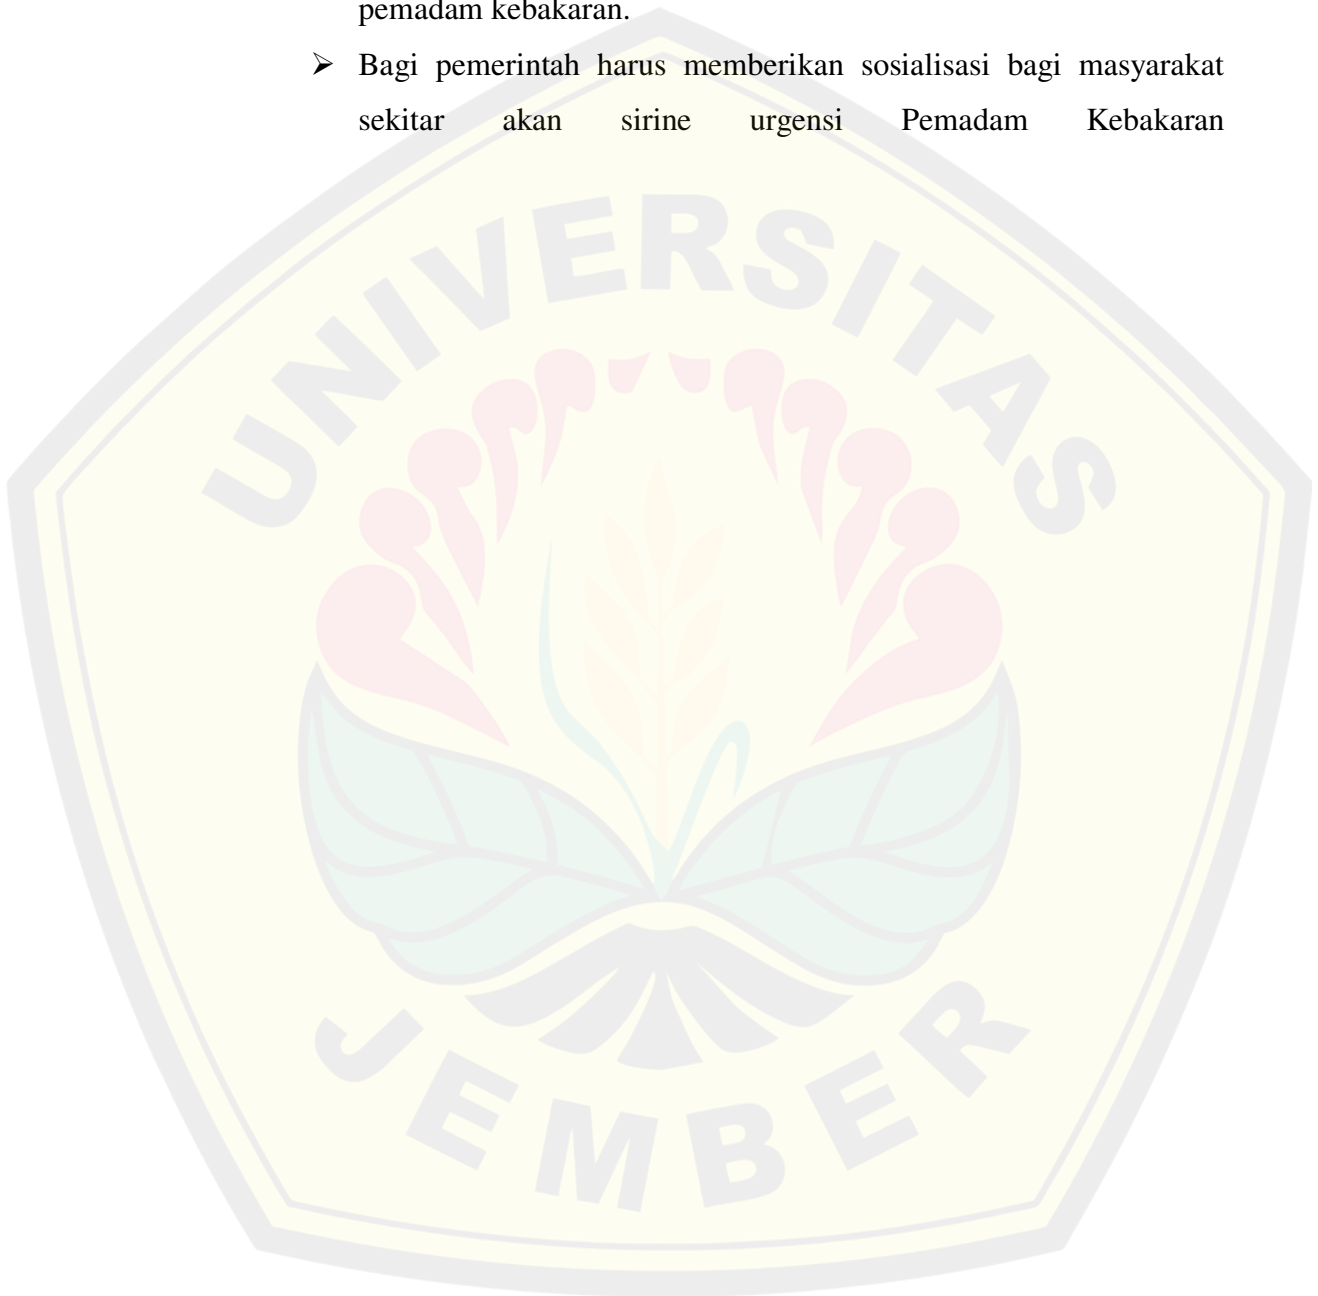 pemadam kebakaran.
➢ Bagi pemerintah harus memberikan sosialisasi bagi masyarakat
sekitar akan sirine urgensi Pemadam Kebakaran
UNIVERSITAS
JEMBER